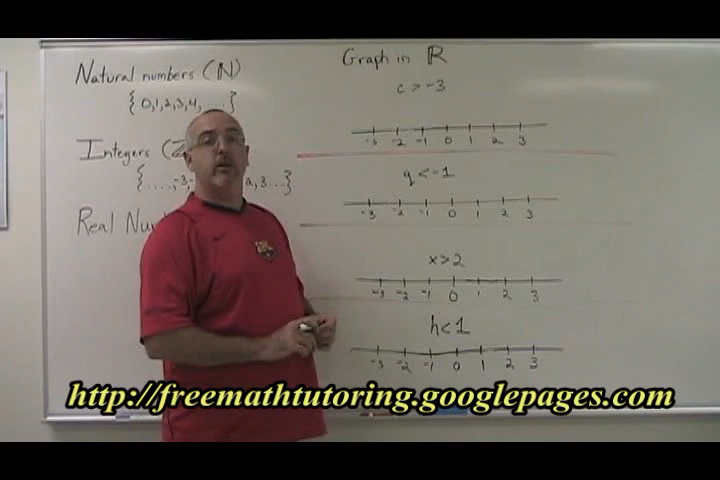 Natural numbers (ℕ)
{0,1,2,3,4,.....}
Integers (Z
{....,-3,- 2, 3...}
Real Num
Graph in ℝ
c > -3
-3 -2 -1 0 1 2 3
q < -1
-3 -2 -1 0 1 2 3
x > 2
-3 -2 -1 0 1 2 3
h < 1
-3 -2 -1 0 1 2 3
http://freemathtutoring.googlepages.com